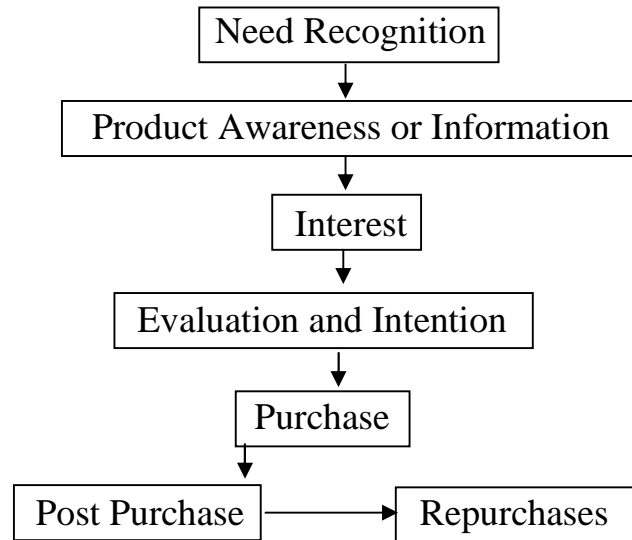 Need Recognition
Product Awareness or Information
Interest
Evaluation and Intention
Purchase
Post Purchase
Repurchases